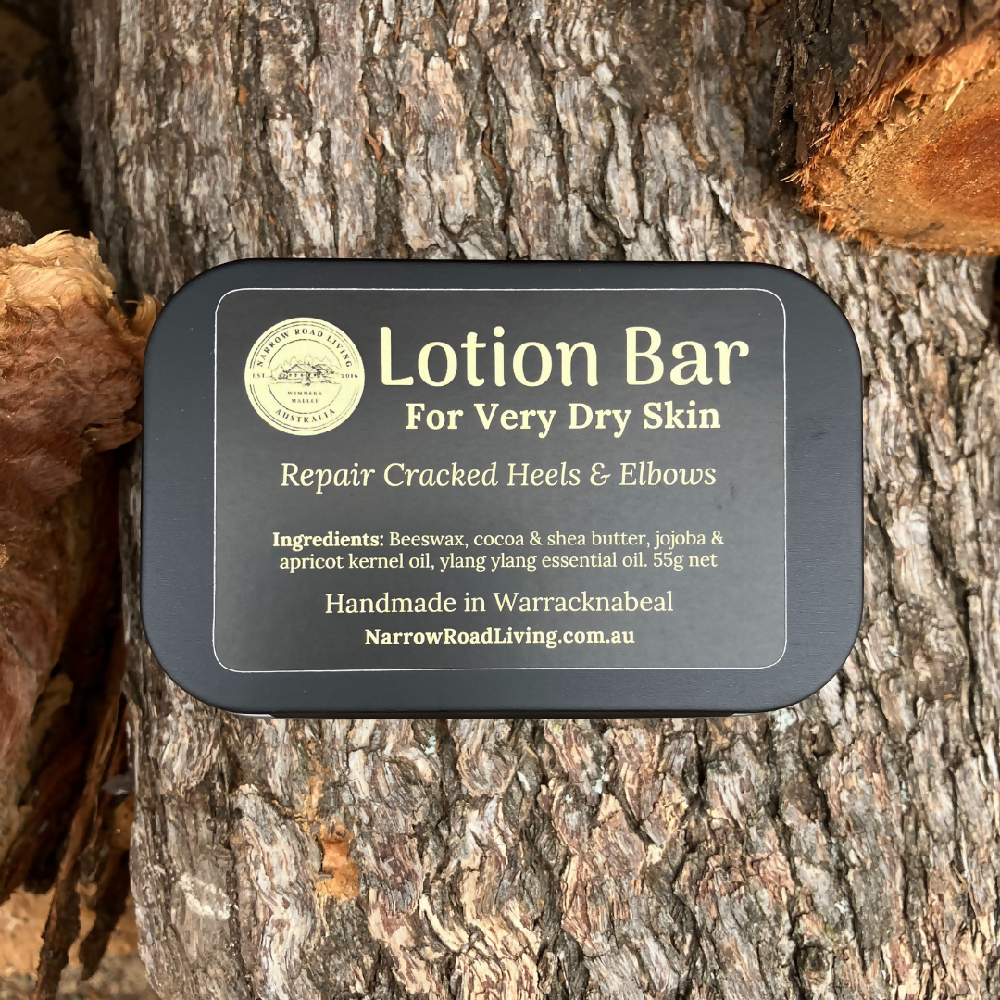 NARROW ROAD LIVING
EST. 2016
WIMMERA
MALLEE
AUSTRALIA
Lotion Bar
For Very Dry Skin
Repair Cracked Heels & Elbows
Ingredients: Beeswax, cocoa & shea butter, jojoba &
apricot kernel oil, ylang ylang essential oil. 55g net
Handmade in Warracknabeal
NarrowRoadLiving.com.au